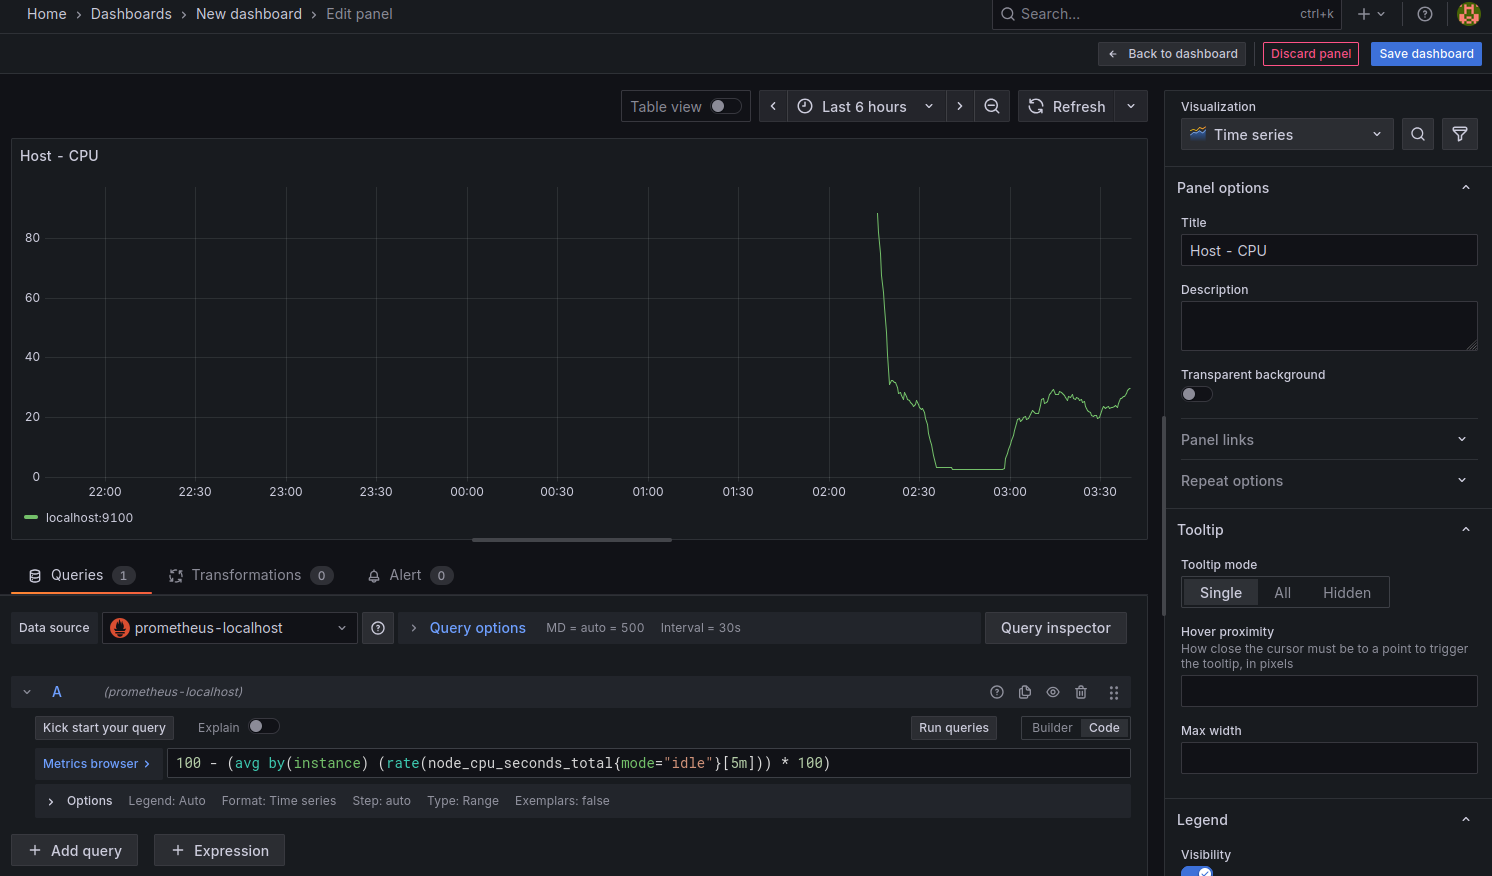 Home › Dashboards › New dashboard › Edit panel
Search... ctrl+k
Back to dashboard Discard panel Save dashboard
Table view Last 6 hours Refresh
Host - CPU
80
60
40
20
0
22:00 22:30 23:00 23:30 00:00 00:30 01:00 01:30 02:00 02:30 03:00 03:30
localhost:9100
Queries 1 Transformations 0 Alert 0
Data source prometheus-localhost Query options MD = auto = 500 Interval = 30s Query inspector
A (prometheus-localhost)
Kick start your query Explain Run queries Builder Code
Metrics browser › 100 - (avg by(instance) (rate(node_cpu_seconds_total{mode="idle"}[5m])) * 100)
Options Legend: Auto Format: Time series Step: auto Type: Range Exemplars: false
+ Add query + Expression
Visualization
Time series
Panel options
Title
Host - CPU
Description
Transparent background
Panel links
Repeat options
Tooltip
Tooltip mode
Single All Hidden
Hover proximity
How close the cursor must be to a point to trigger
the tooltip, in pixels
Max width
Legend
Visibility